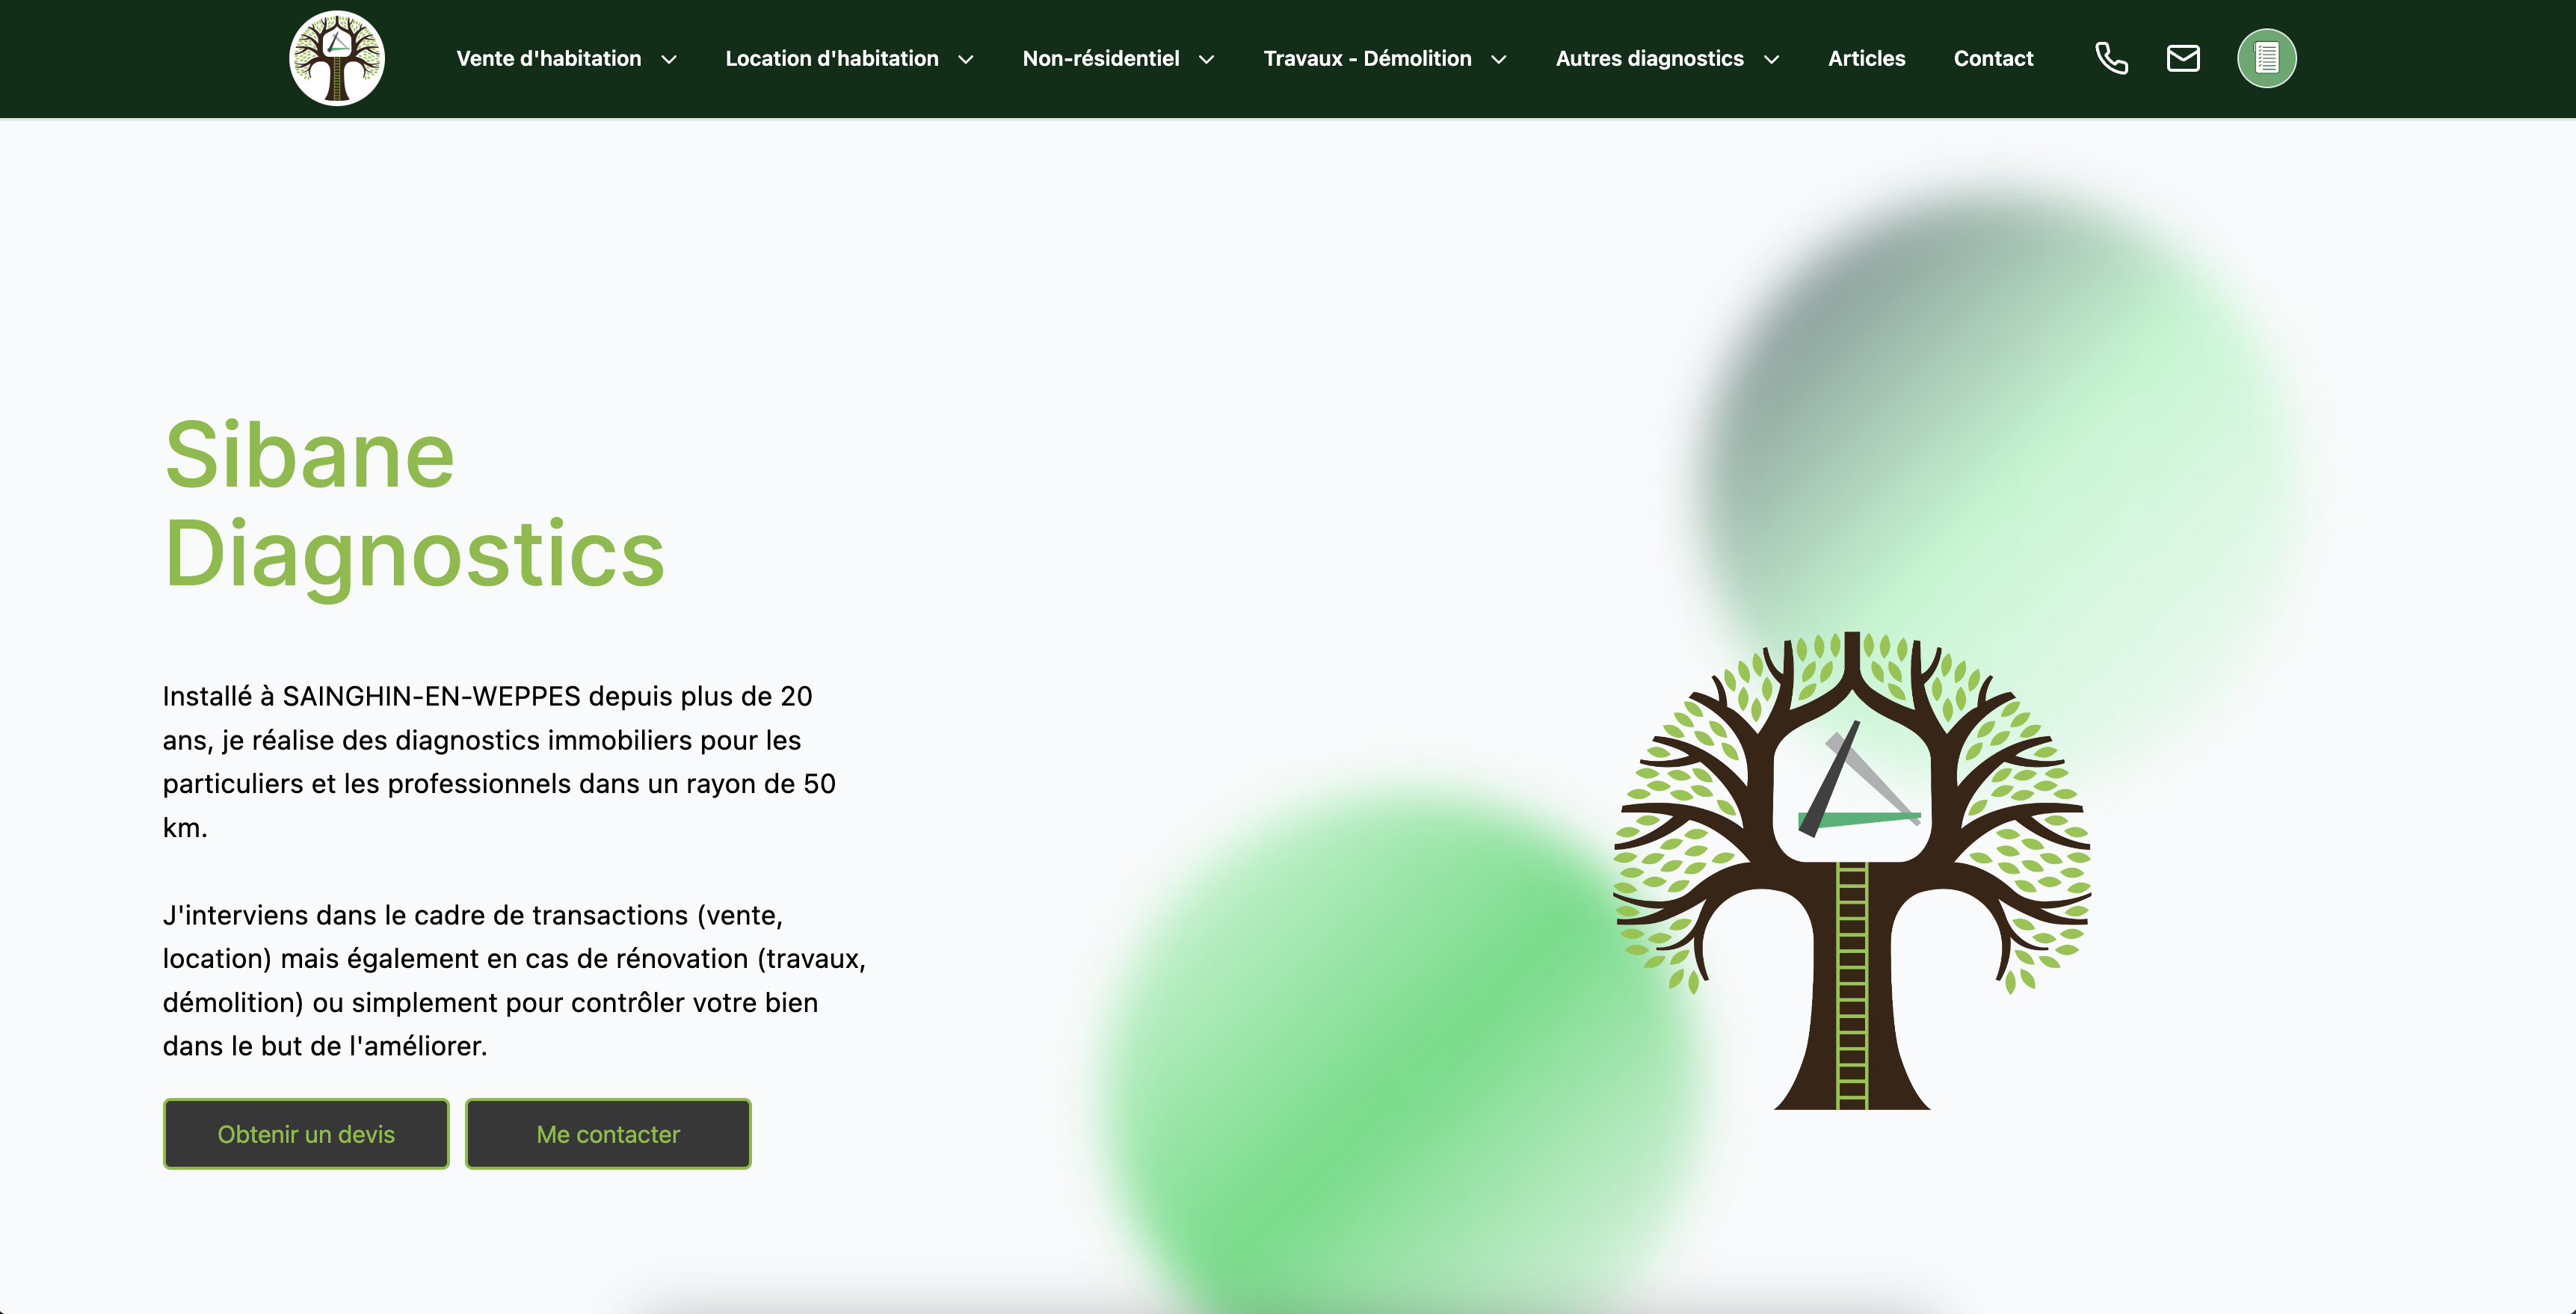 Vente d'habitation
Location d'habitation
Non-résidentiel
Travaux - Démolition
Autres diagnostics
Articles
Contact
Sibane
Diagnostics
Installé à SAINGHIN-EN-WEPPES depuis plus de 20
ans, je réalise des diagnostics immobiliers pour les
particuliers et les professionnels dans un rayon de 50
km.
J'interviens dans le cadre de transactions (vente,
location) mais également en cas de rénovation (travaux,
démolition) ou simplement pour contrôler votre bien
dans le but de l'améliorer.
Obtenir un devis
Me contacter